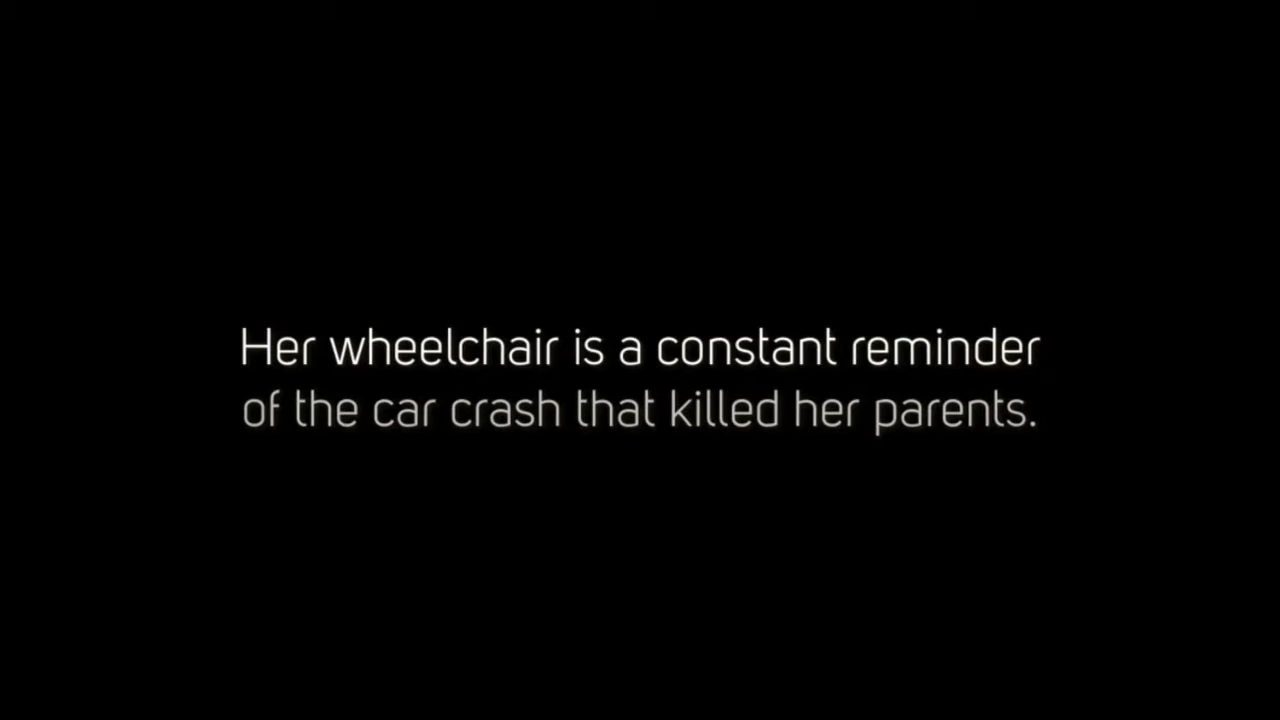 Her wheelchair is a constant reminder
of the car crash that killed her parents.